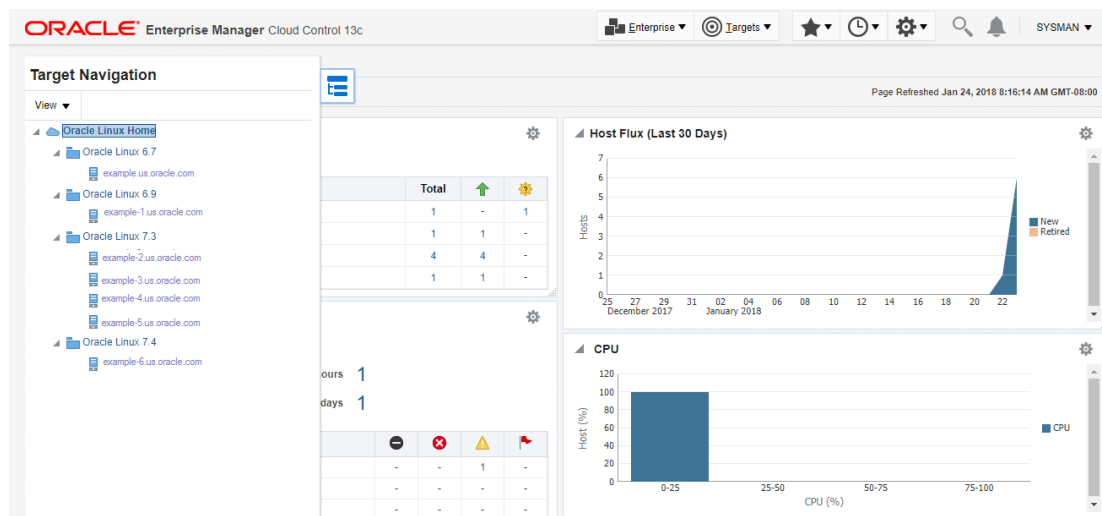 ORACLE Enterprise Manager Cloud Control 13c
Enterprise
Targets
SYSMAN
Target Navigation
View
Oracle Linux Home
Oracle Linux 6.7
example.us.oracle.com
Oracle Linux 6.9
example-1.us.oracle.com
Oracle Linux 7.3
example-2.us.oracle.com
example-3.us.oracle.com
example-4.us.oracle.com
example-5.us.oracle.com
Oracle Linux 7.4
example-6.us.oracle.com
Page Refreshed Jan 24, 2018 8:16:14 AM GMT-08:00
Total
1 - 1
1 1 -
4 4 -
1 1 -
ours 1
days 1
- - 1 -
- - - -
- - - -
Host Flux (Last 30 Days)
Hosts
7
6
5
4
3
2
1
0
25 27 29 31 02 04 06 08 10 12 14 16 18 20 22
December 2017 January 2018
New
Retired
CPU
Host (%)
120
100
80
60
40
20
0
0-25 25-50 50-75 75-100
CPU (%)
CPU